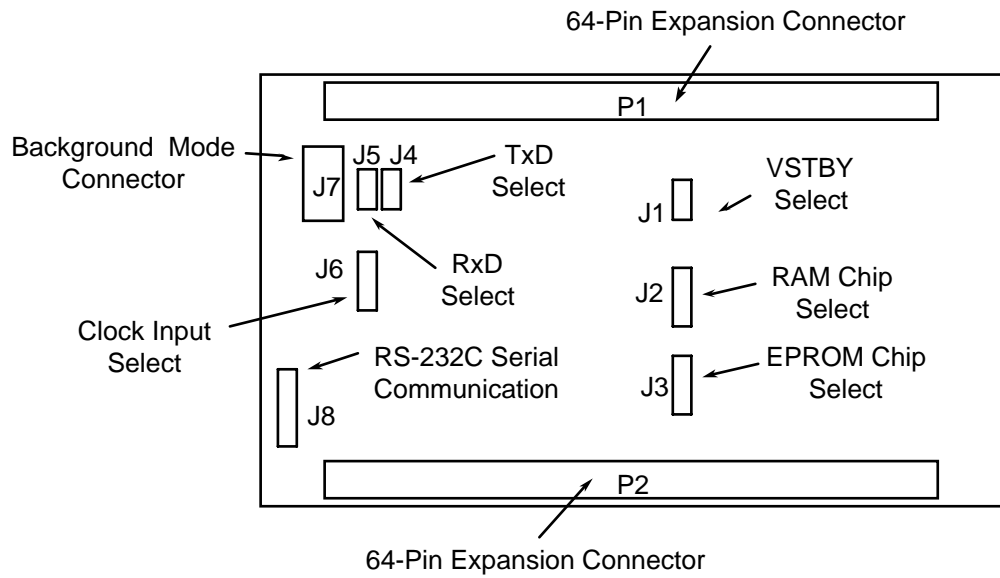 64-Pin Expansion Connector
P1
Background Mode
Connector
J7
J5
J4
TxD
Select
J1
VSTBY
Select
J6
RxD
Select
J2
RAM Chip
Select
Clock Input
Select
RS-232C Serial
Communication
J8
J3
EPROM Chip
Select
P2
64-Pin Expansion Connector